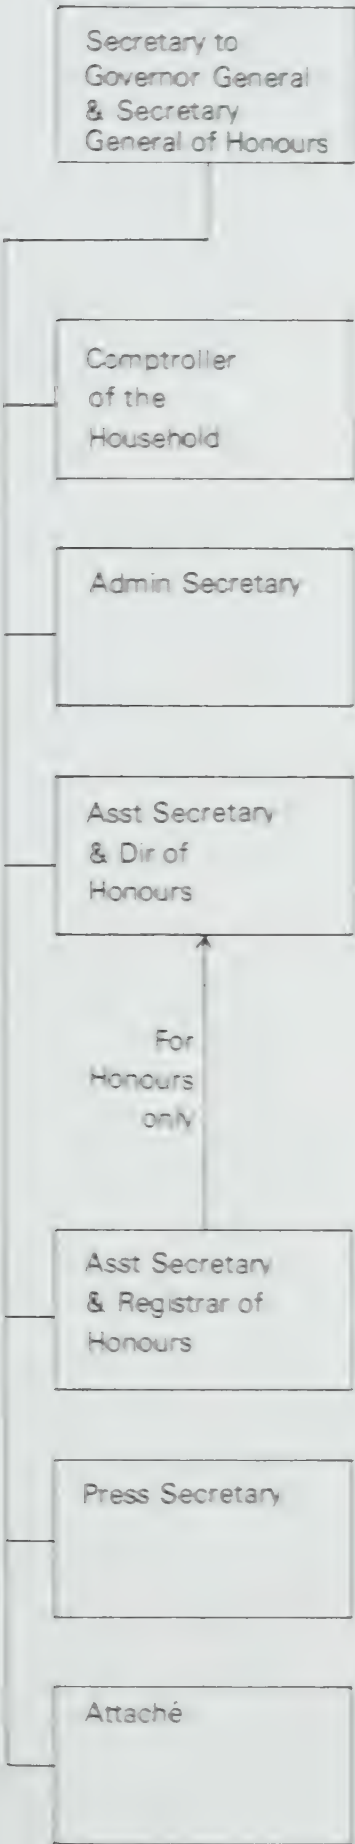 Secretary to
Governor General
& Secretary
General of Honours
Comptroller
of the
Household
Admin Secretary
Asst Secretary
& Dir of
Honours
For
Honours
only
Asst Secretary
& Registrar of
Honours
Press Secretary
Attaché